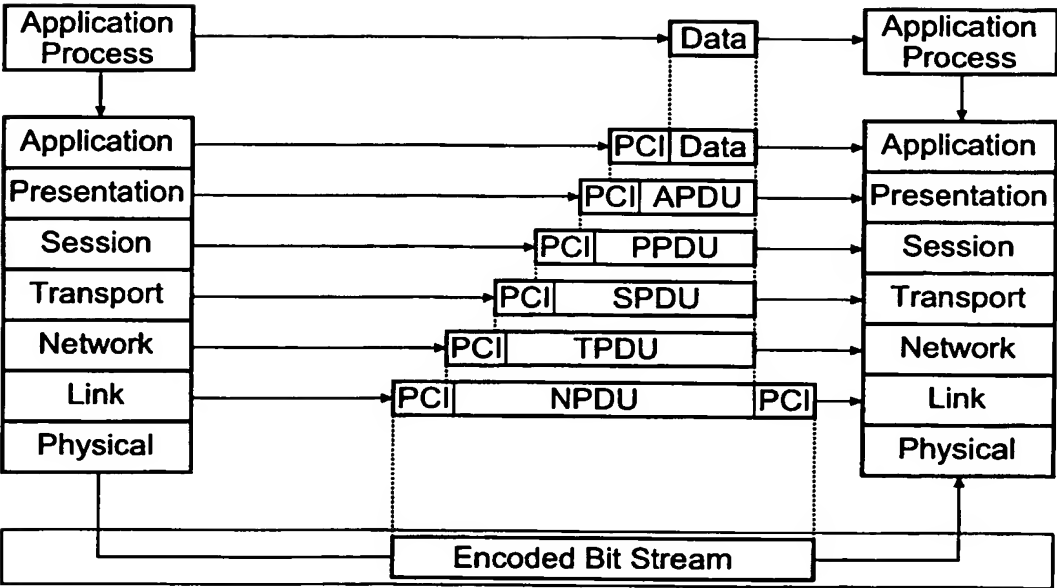 Application Process
Data
Application Process
Application
PCI Data
Application
Presentation
PCI APDU
Presentation
Session
PCI PPDU
Session
Transport
PCI SPDU
Transport
Network
PCI TPDU
Network
Link
PCI NPDU PCI
Link
Physical
Physical
Encoded Bit Stream